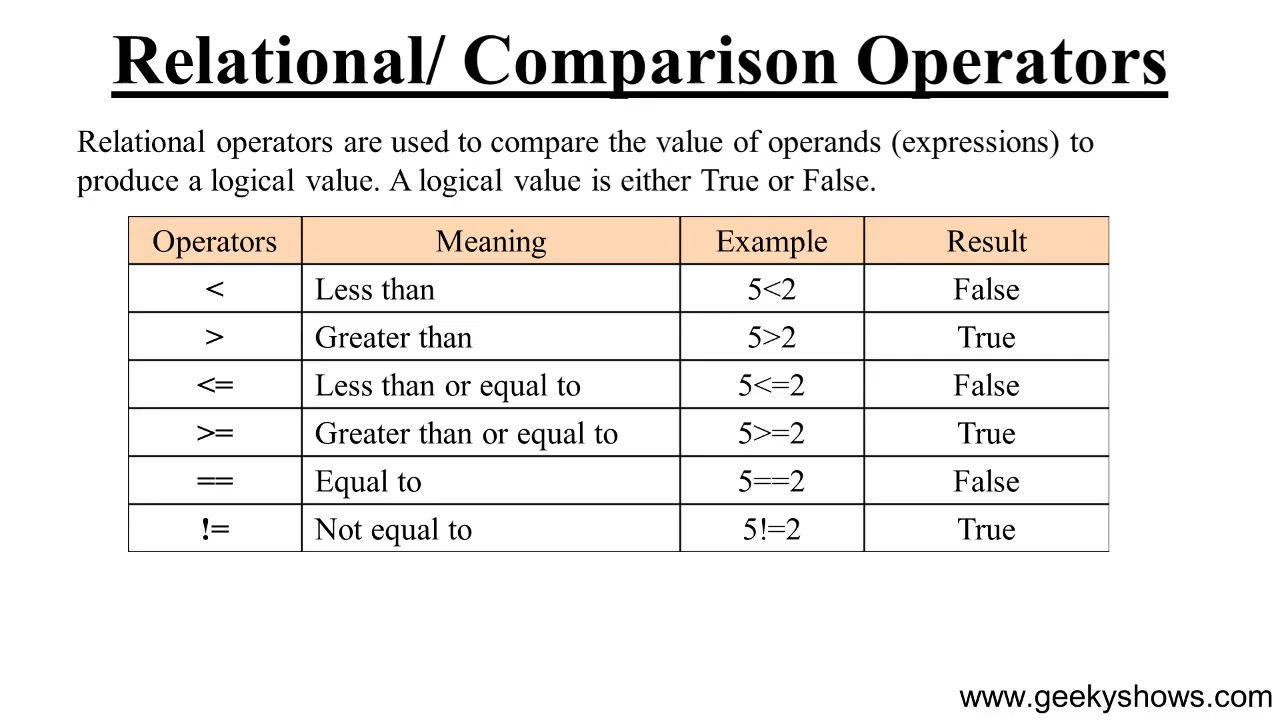 Relational/ Comparison Operators
Relational operators are used to compare the value of operands (expressions) to
produce a logical value. A logical value is either True or False.
Operators Meaning Example Result
< Less than 5<2 False
> Greater than 5>2 True
<= Less than or equal to 5<=2 False
>= Greater than or equal to 5>=2 True
== Equal to 5==2 False
!= Not equal to 5!=2 True
www.geekyshows.com